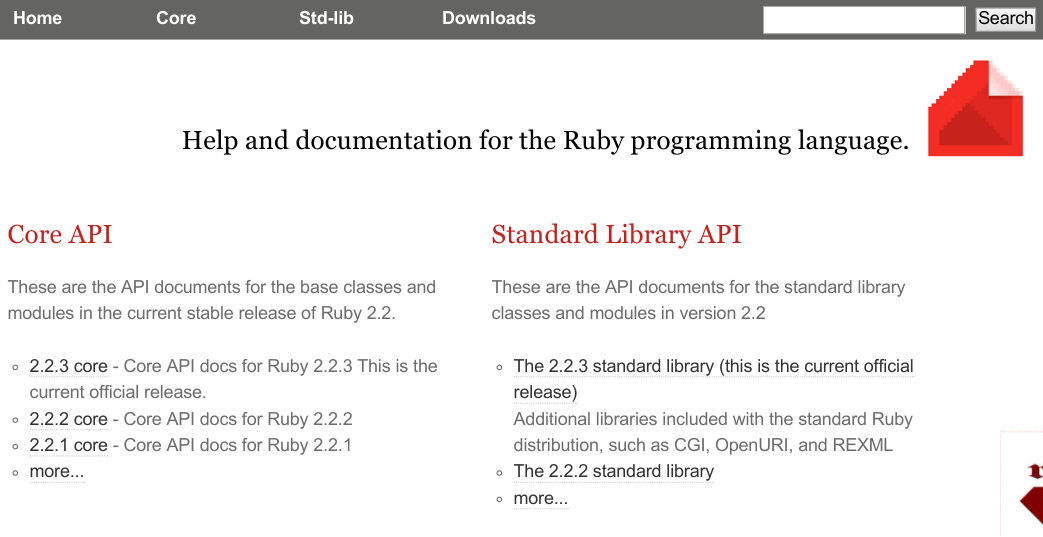 Home Core Std-lib Downloads Search
Help and documentation for the Ruby programming language.
Core API
These are the API documents for the base classes and
modules in the current stable release of Ruby 2.2.
2.2.3 core - Core API docs for Ruby 2.2.3 This is the
current official release.
2.2.2 core - Core API docs for Ruby 2.2.2
2.2.1 core - Core API docs for Ruby 2.2.1
more...
Standard Library API
These are the API documents for the standard library
classes and modules in version 2.2
The 2.2.3 standard library (this is the current official
release)
Additional libraries included with the standard Ruby
distribution, such as CGI, OpenURI, and REXML
The 2.2.2 standard library
more...